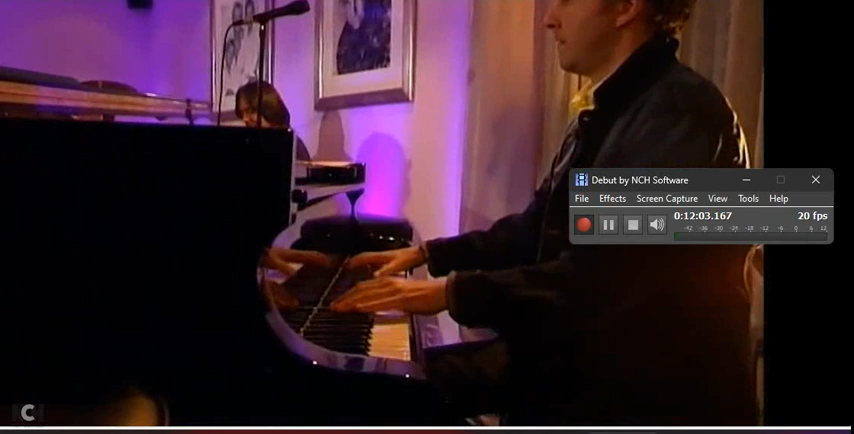 Debut by NCH Software
File Effects Screen Capture View Tools Help
0:12:03.167 20 fps
-42 -36 -30 -24 -18 -12 -6 0 6 12
C